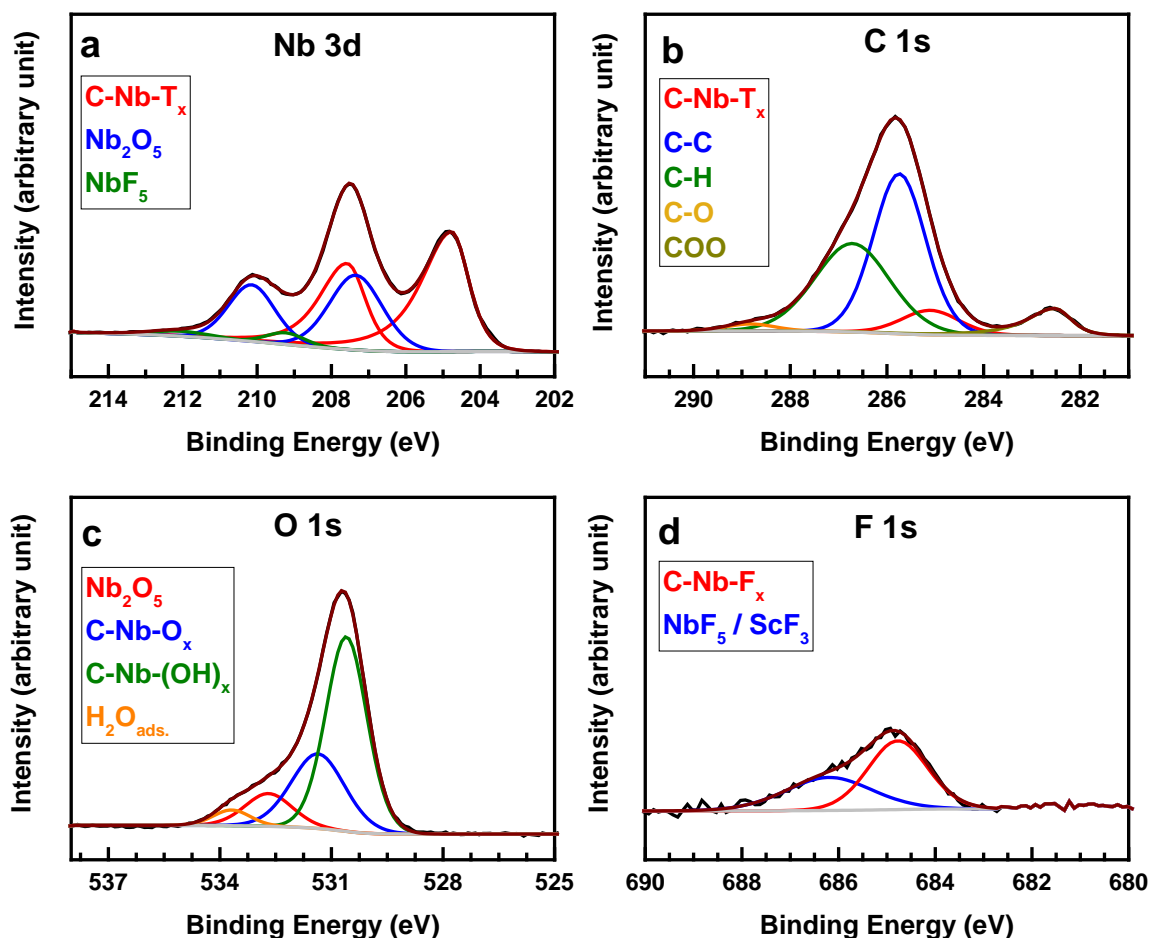 a
Nb 3d
C-Nb-Tₓ
Nb₂O₅
NbF₅
Intensity (arbitrary unit)
214 212 210 208 206 204 202
Binding Energy (eV)
b
C 1s
C-Nb-Tₓ
C-C
C-H
C-O
COO
Intensity (arbitrary unit)
290 288 286 284 282
Binding Energy (eV)
c
O 1s
Nb₂O₅
C-Nb-Oₓ
C-Nb-(OH)ₓ
H₂O ads.
Intensity (arbitrary unit)
537 534 531 528 525
Binding Energy (eV)
d
F 1s
C-Nb-Fₓ
NbF₅ / ScF₃
Intensity (arbitrary unit)
690 688 686 684 682 680
Binding Energy (eV)